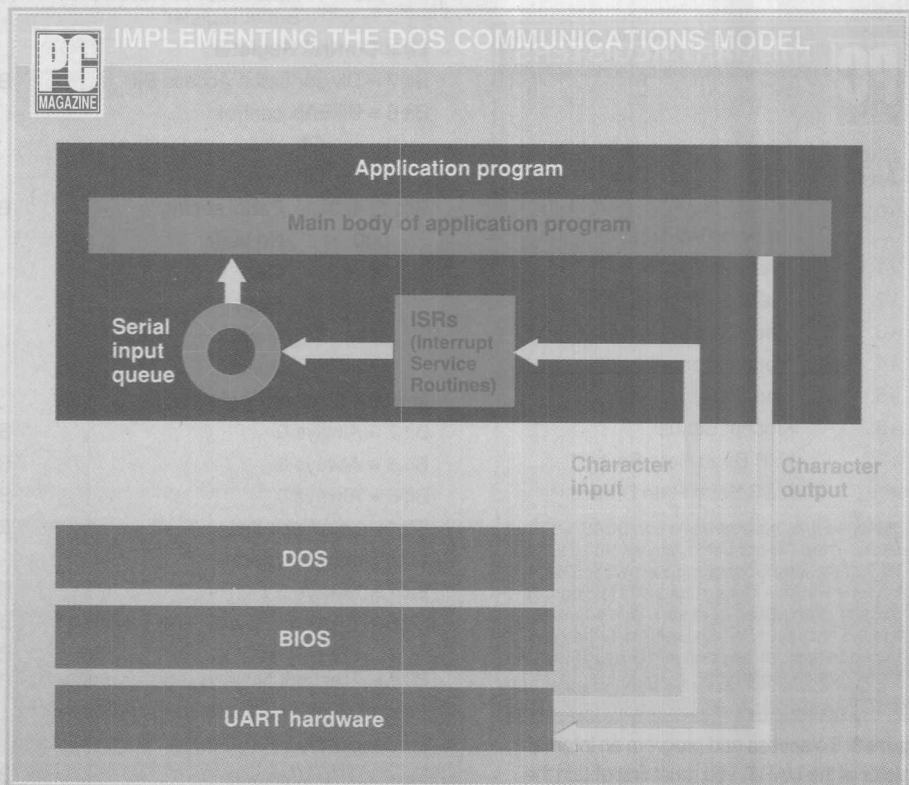 PC
MAGAZINE
IMPLEMENTING THE DOS COMMUNICATIONS MODEL
Application program
Main body of application program
Serial
input
queue
ISRs
(Interrupt
Service
Routines)
Character
input
Character
output
DOS
BIOS
UART hardware